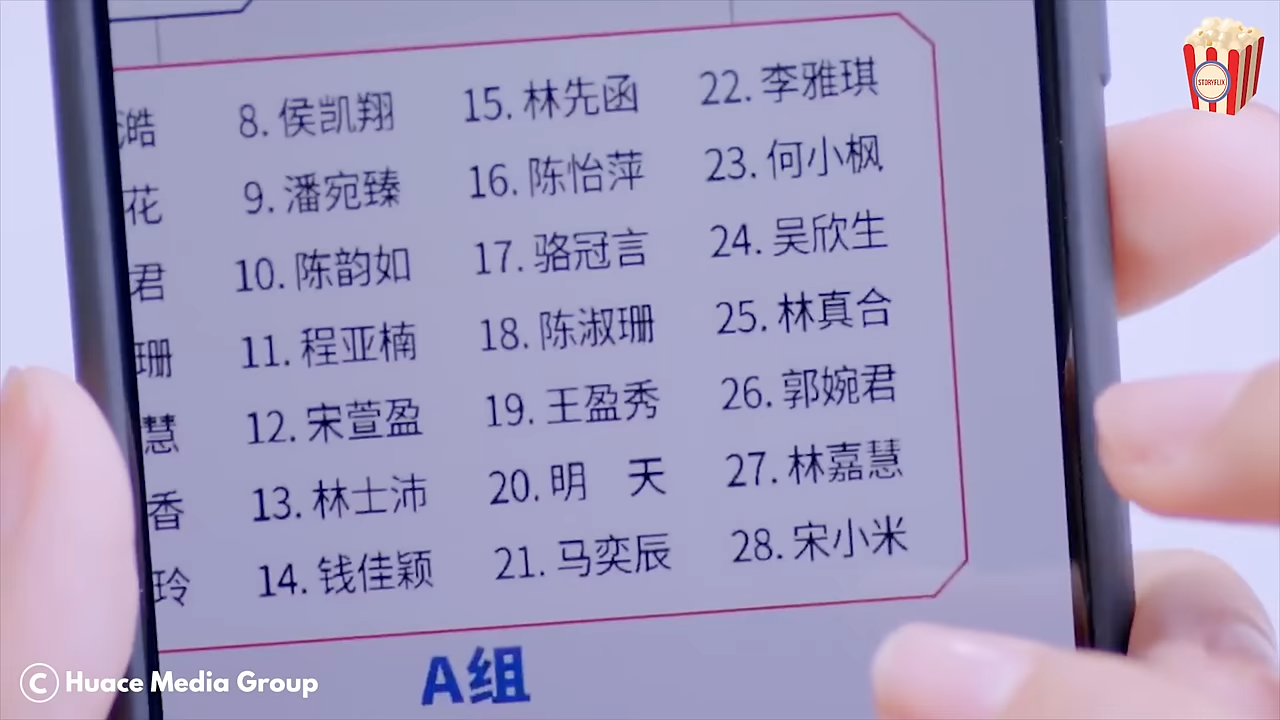 STORYFLIX
皓 8. 侯凯翔 15. 林先函 22. 李雅琪
花 9. 潘宛臻 16. 陈怡萍 23. 何小枫
君 10. 陈韵如 17. 骆冠言 24. 吴欣生
珊 11. 程亚楠 18. 陈淑珊 25. 林真合
慧 12. 宋萱盈 19. 王盈秀 26. 郭婉君
香 13. 林士沛 20. 明 天 27. 林嘉慧
玲 14. 钱佳颖 21. 马奕辰 28. 宋小米
A组
© Huace Media Group